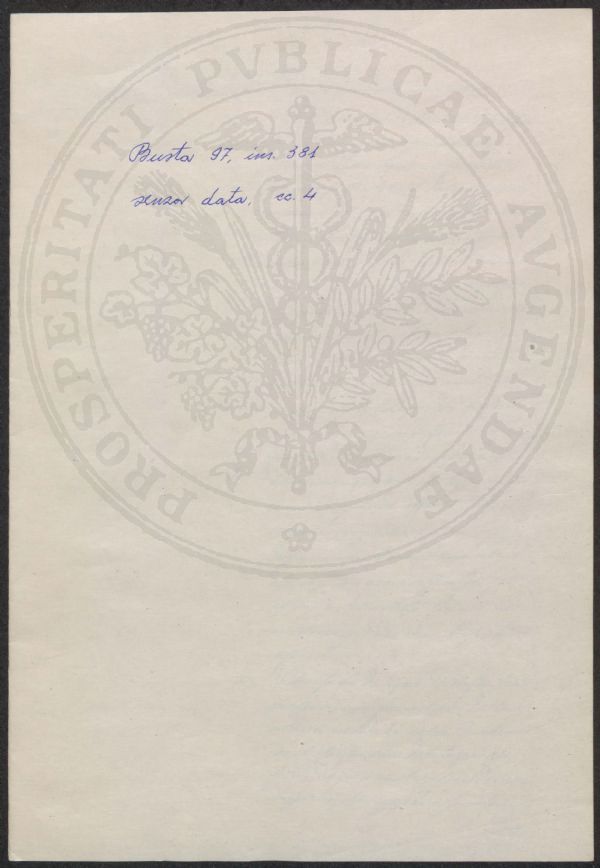 Busta 97, ins. 381
senza data, cc. 4
PROSPERITATI PVBLICAE AVGENDAE